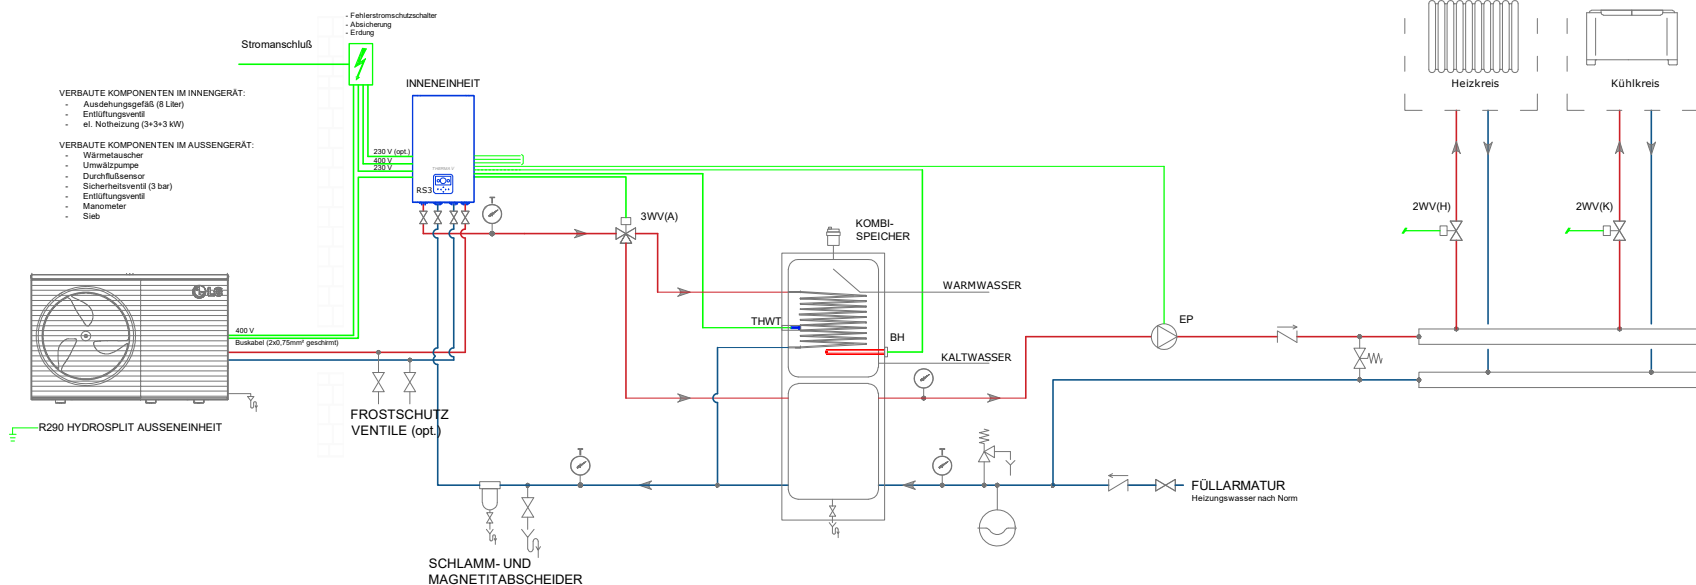 - Fehlerstromschutzschalter
- Absicherung
- Erdung
Stromanschluß
INNENEINHEIT
VERBAUTE KOMPONENTEN IM INNENGERÄT:
- Ausdehungsgefäß (8 Liter)
- Entlüftungsventil
- el. Notheizung (3+3+3 kW)
VERBAUTE KOMPONENTEN IM AUSSENGERÄT:
- Wärmetauscher
- Umwälzpumpe
- Durchflußsensor
- Sicherheitsventil (3 bar)
- Entlüftungsventil
- Manometer
- Sieb
230 V (opt.)
400 V
230 V
THERMA V
RS3
T
3WV(A)
KOMBI-
SPEICHER
WARMWASSER
THWT
BH
KALTWASSER
EP
Heizkreis
Kühlkreis
2WV(H)
2WV(K)
LG
400 V
Buskabel (2x0,75mm² geschirmt)
FROSTSCHUTZ
VENTILE (opt.)
R290 HYDROSPLIT AUSSENEINHEIT
T
T
FÜLLARMATUR
Heizungswasser nach Norm
SCHLAMM- UND
MAGNETITABSCHEIDER